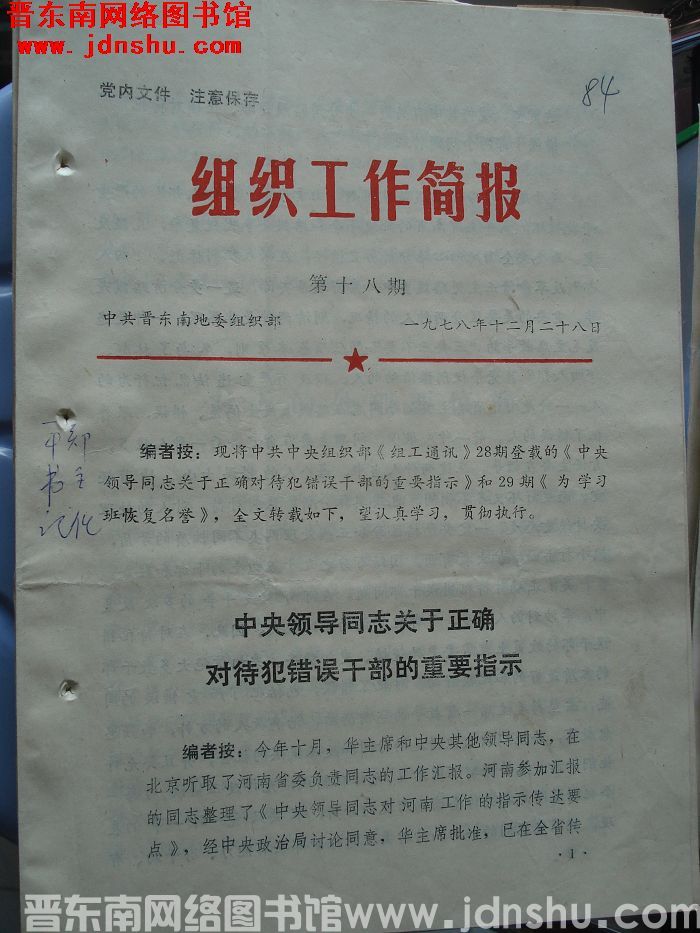 晋东南网络图书馆
www.jdnshu.com
党内文件 注意保存
84
组织工作简报
第十八期
中共晋东南地委组织部 一九七八年十二月二十八日
编者按：现将中共中央组织部《组工通讯》28期登载的《中央
领导同志关于正确对待犯错误干部的重要指示》和29期《为学习
班恢复名誉》，全文转载如下，望认真学习，贯彻执行。
中央领导同志关于正确
对待犯错误干部的重要指示
编者按：今年十月，华主席和中央其他领导同志，在
北京听取了河南省委负责同志的工作汇报。河南参加汇报
的同志整理了《中央领导同志对河南工作的指示传达要
点》，经中央政治局讨论同意，华主席批准，已在全省传
·1·
晋东南网络图书馆www.jdnshu.com